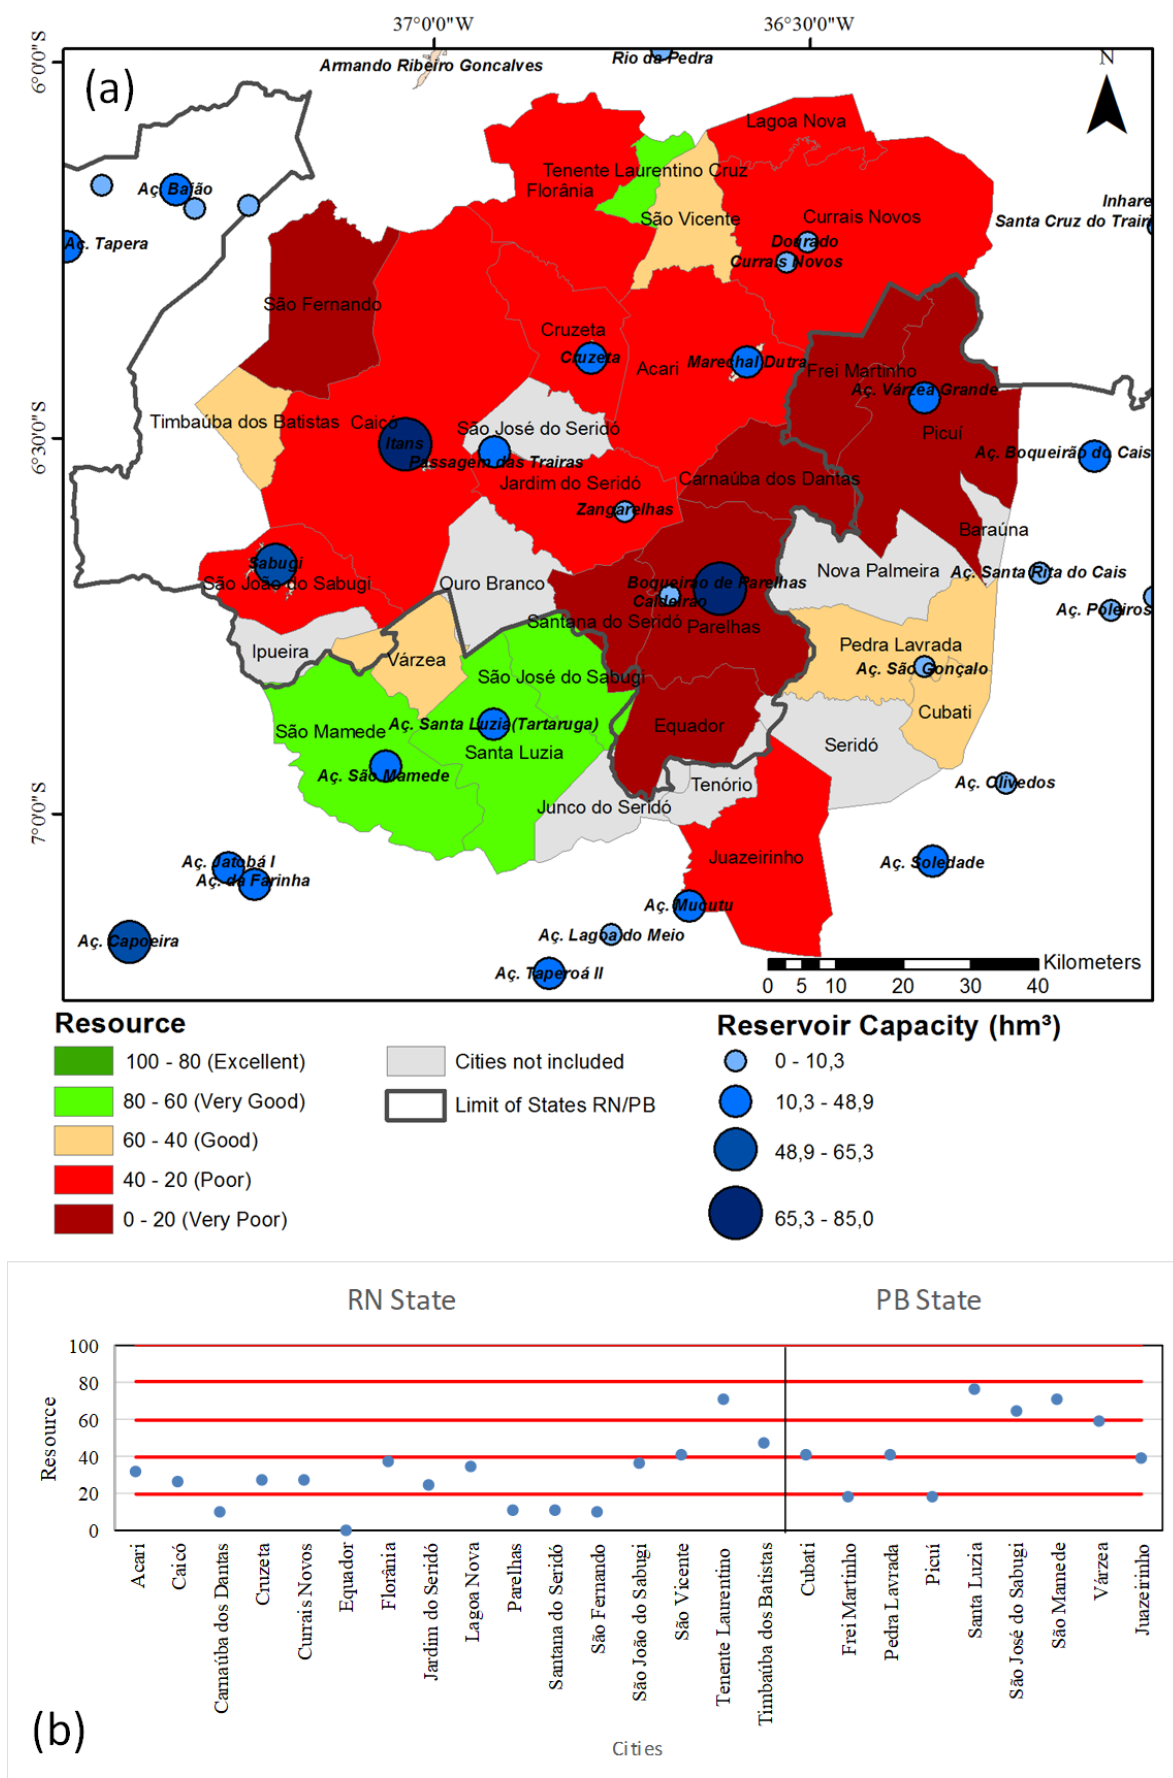 37°0'0"W
36°30'0"W
6°0'0"S
(a)
Armando Ribeiro Goncalves
Rio da Pedra
N
Lagoa Nova
Tenente Laurentino Cruz
Florânia
Aç. Baião
São Vicente
Currais Novos
Inhare
Santa Cruz do Trairi
Aç. Tapera
Dourado
Currais Novos
São Fernando
Cruzeta
Cruzeta
Acari
Marechal Dutra
Frei Martinho
Aç. Várzea Grande
6°30'0"S
Timbaúba dos Batistas
Caicó
São José do Seridó
Itans
Picuí
Passagem das Trairas
Aç. Boqueirão do Cais
Jardim do Seridó
Carnaúba dos Dantas
Zangarelhas
Baraúna
Sabugi
São João do Sabugi
Ouro Branco
Boqueirao de Parelhas
Nova Palmeira
Aç. Santa Rita do Cais
Caldeirao
Aç. Poleiros
Santana do Seridó
Parelhas
Ipueira
Várzea
Pedra Lavrada
Aç. São Gonçalo
São José do Sabugi
Cubati
São Mamede
Aç. Santa Luzia(Tartaruga)
Equador
Santa Luzia
Seridó
Aç. São Mamede
Tenório
Aç. Olivedos
7°0'0"S
Junco do Seridó
Juazeirinho
Aç. Jatobá I
Aç. da Farinha
Aç. Soledade
Aç. Mucutu
Aç. Capoeira
Aç. Lagoa do Meio
Aç. Taperoá II
Kilometers
0 5 10 20 30 40
Resource
100 - 80 (Excellent)
80 - 60 (Very Good)
60 - 40 (Good)
40 - 20 (Poor)
0 - 20 (Very Poor)
Cities not included
Limit of States RN/PB
Reservoir Capacity (hm³)
0 - 10,3
10,3 - 48,9
48,9 - 65,3
65,3 - 85,0
RN State
PB State
100
80
60
40
20
0
Resource
Acari
Caicó
Carnaúba dos Dantas
Cruzeta
Currais Novos
Equador
Florânia
Jardim do Seridó
Lagoa Nova
Parelhas
Santana do Seridó
São Fernando
São João do Sabugi
São Vicente
Tenente Laurentino
Timbaúba dos Batistas
Cubati
Frei Martinho
Pedra Lavrada
Picuí
Santa Luzia
São José do Sabugi
São Mamede
Várzea
Juazeirinho
(b)
Cities